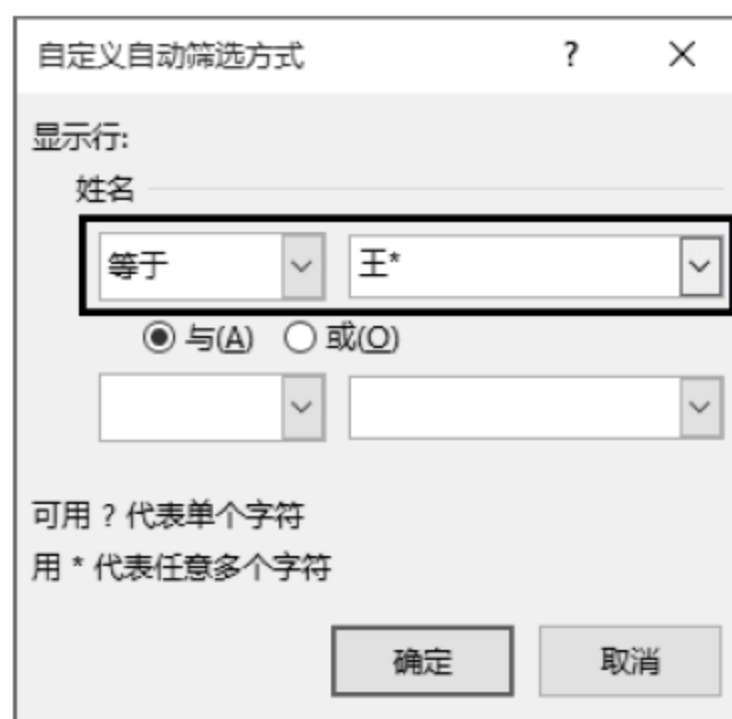 自定义自动筛选方式 ?
显示行:
姓名
等于 王*
与(A) 或(O)
可用 ? 代表单个字符
用 * 代表任意多个字符
确定 取消